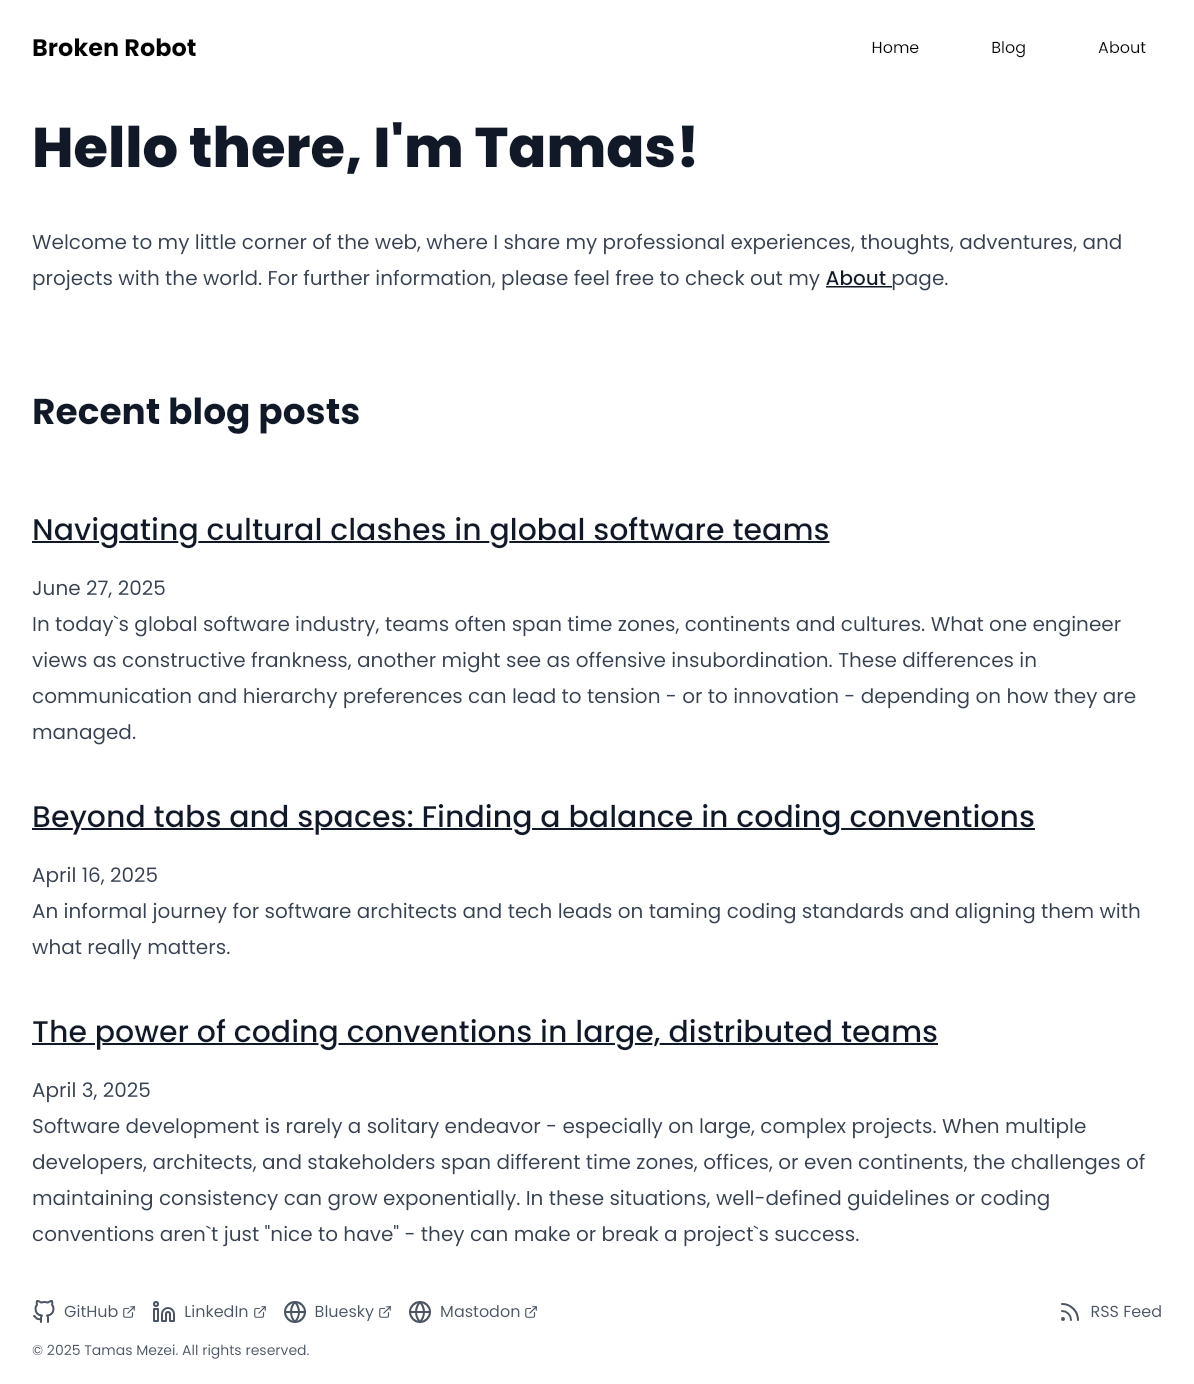 Broken Robot
Home Blog About
Hello there, I'm Tamas!
Welcome to my little corner of the web, where I share my professional experiences, thoughts, adventures, and
projects with the world. For further information, please feel free to check out my About page.
Recent blog posts
Navigating cultural clashes in global software teams
June 27, 2025
In today`s global software industry, teams often span time zones, continents and cultures. What one engineer
views as constructive frankness, another might see as offensive insubordination. These differences in
communication and hierarchy preferences can lead to tension - or to innovation - depending on how they are
managed.
Beyond tabs and spaces: Finding a balance in coding conventions
April 16, 2025
An informal journey for software architects and tech leads on taming coding standards and aligning them with
what really matters.
The power of coding conventions in large, distributed teams
April 3, 2025
Software development is rarely a solitary endeavor - especially on large, complex projects. When multiple
developers, architects, and stakeholders span different time zones, offices, or even continents, the challenges of
maintaining consistency can grow exponentially. In these situations, well-defined guidelines or coding
conventions aren`t just "nice to have" - they can make or break a project`s success.
GitHub LinkedIn Bluesky Mastodon RSS Feed
© 2025 Tamas Mezei. All rights reserved.